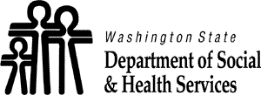 Washington State
Department of Social
& Health Services